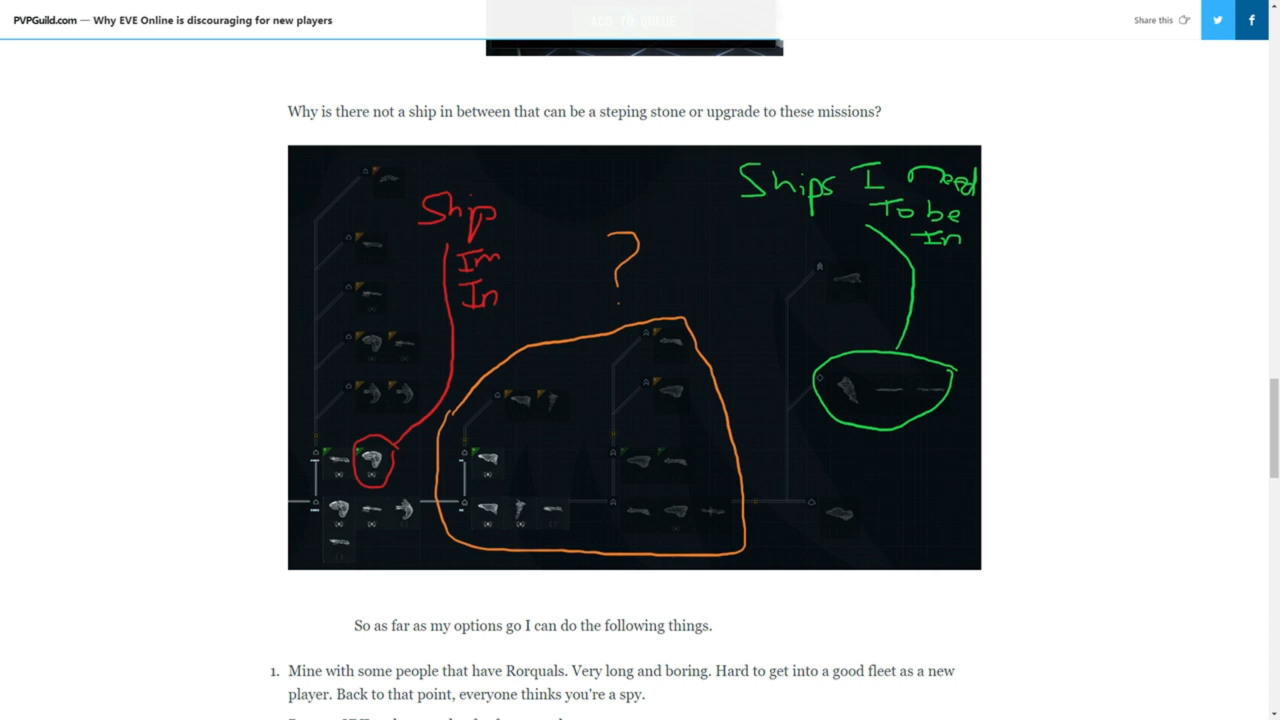 PVPGuild.com — Why EVE Online is discouraging for new players
Share this
ADD TO QUEUE
Why is there not a ship in between that can be a steping stone or upgrade to these missions?
Ships I need
To be
In
Ship
Im
In
?
So as far as my options go I can do the following things.
1. Mine with some people that have Rorquals. Very long and boring. Hard to get into a good fleet as a new
player. Back to that point, everyone thinks you're a spy.